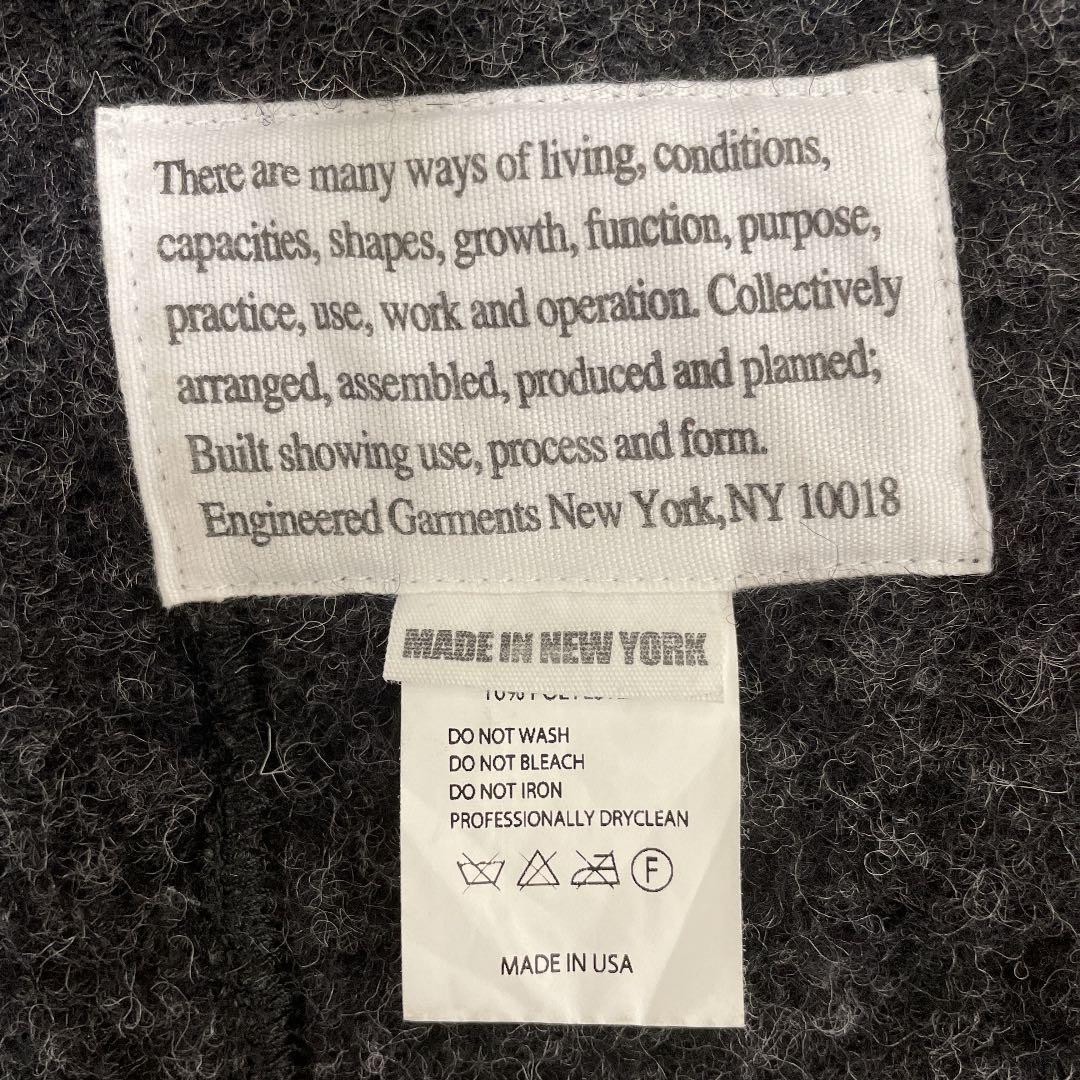 There are many ways of living, conditions,
capacities, shapes, growth, function, purpose,
practice, use, work and operation. Collectively
arranged, assembled, produced and planned;
Built showing use, process and form.
Engineered Garments New York, NY 10018
MADE IN NEW YORK
DO NOT WASH
DO NOT BLEACH
DO NOT IRON
PROFESSIONALLY DRYCLEAN
F
MADE IN USA